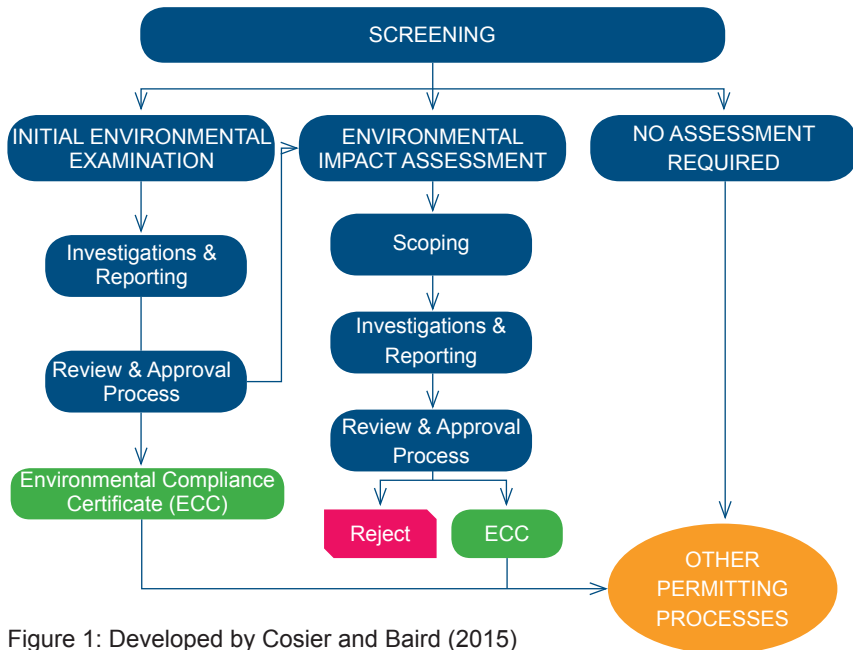 SCREENING
INITIAL ENVIRONMENTAL
EXAMINATION
ENVIRONMENTAL
IMPACT ASSESSMENT
NO ASSESSMENT
REQUIRED
Investigations &
Reporting
Review & Approval
Process
Environmental Compliance
Certificate (ECC)
Scoping
Investigations &
Reporting
Review & Approval
Process
Reject
ECC
OTHER
PERMITTING
PROCESSES
Figure 1: Developed by Cosier and Baird (2015)